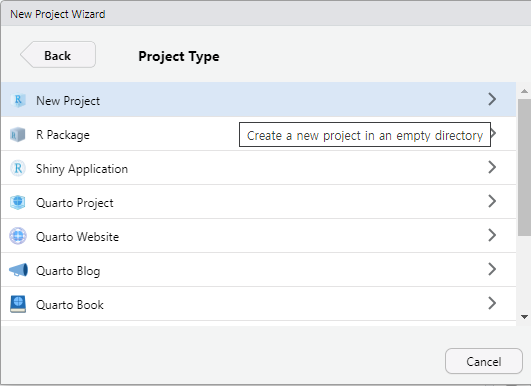 New Project Wizard
Back
Project Type
New Project
R Package
Create a new project in an empty directory
Shiny Application
Quarto Project
Quarto Website
Quarto Blog
Quarto Book
Cancel